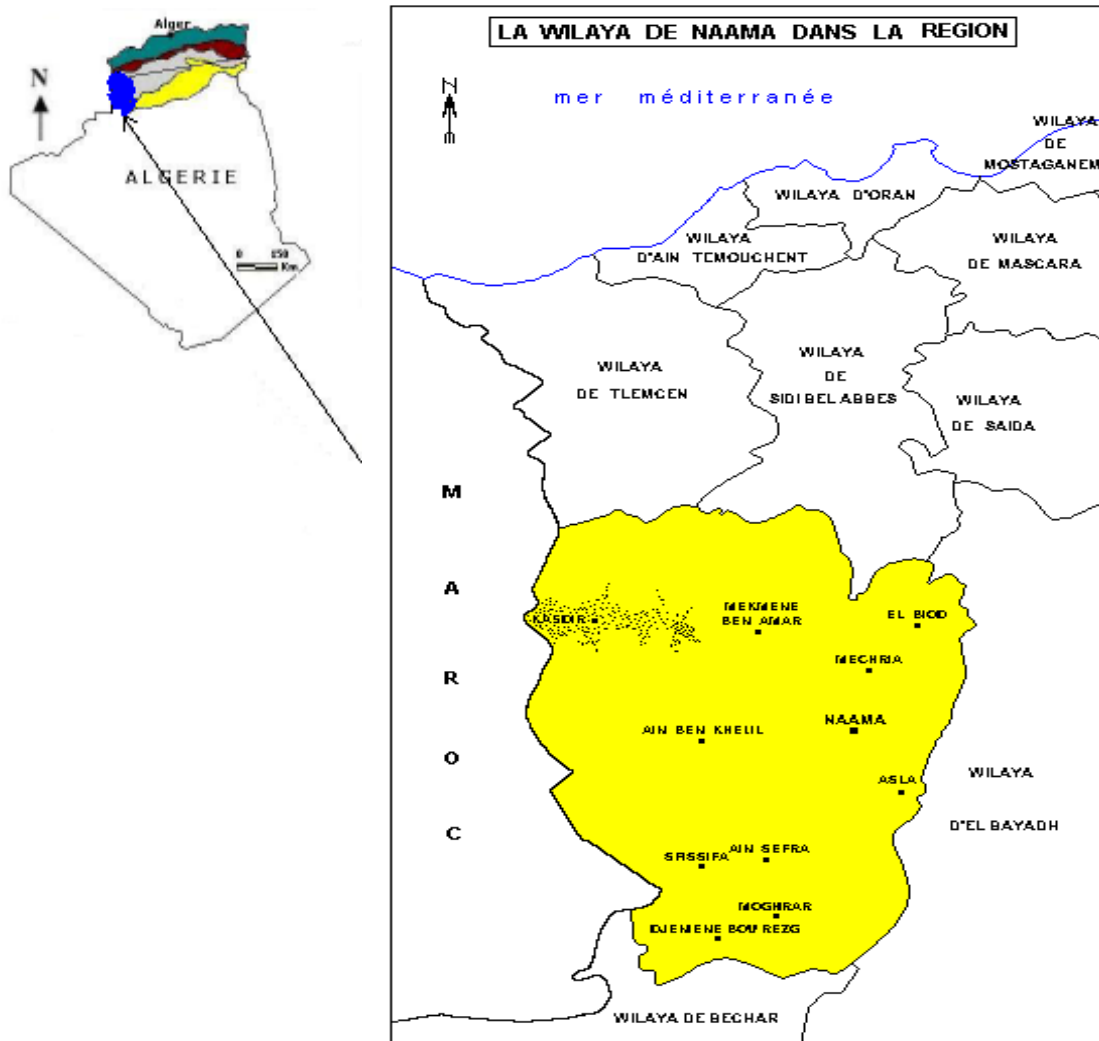 Alger
N
ALGERIE
0 150
Km
LA WILAYA DE NAAMA DANS LA REGION
N
mer méditerranée
WILAYA
DE
MOSTAGANEM
WILAYA D'ORAN
WILAYA
D'AIN TEMOUCHENT
WILAYA
DE MASCARA
WILAYA
DE TLEMCEN
WILAYA
DE
SIDI BEL ABBES
WILAYA
DE SAIDA
M
A
R
O
C
KASDIR
MEKMENE
BEN AMAR
EL BIOD
MECHRIA
AIN BEN KHELIL
NAAMA
ASLA
WILAYA
D'EL BAYADH
SFISSIFA
AIN SEFRA
MOGHRAR
DJENIENE BOUREZG
WILAYA DE BECHAR